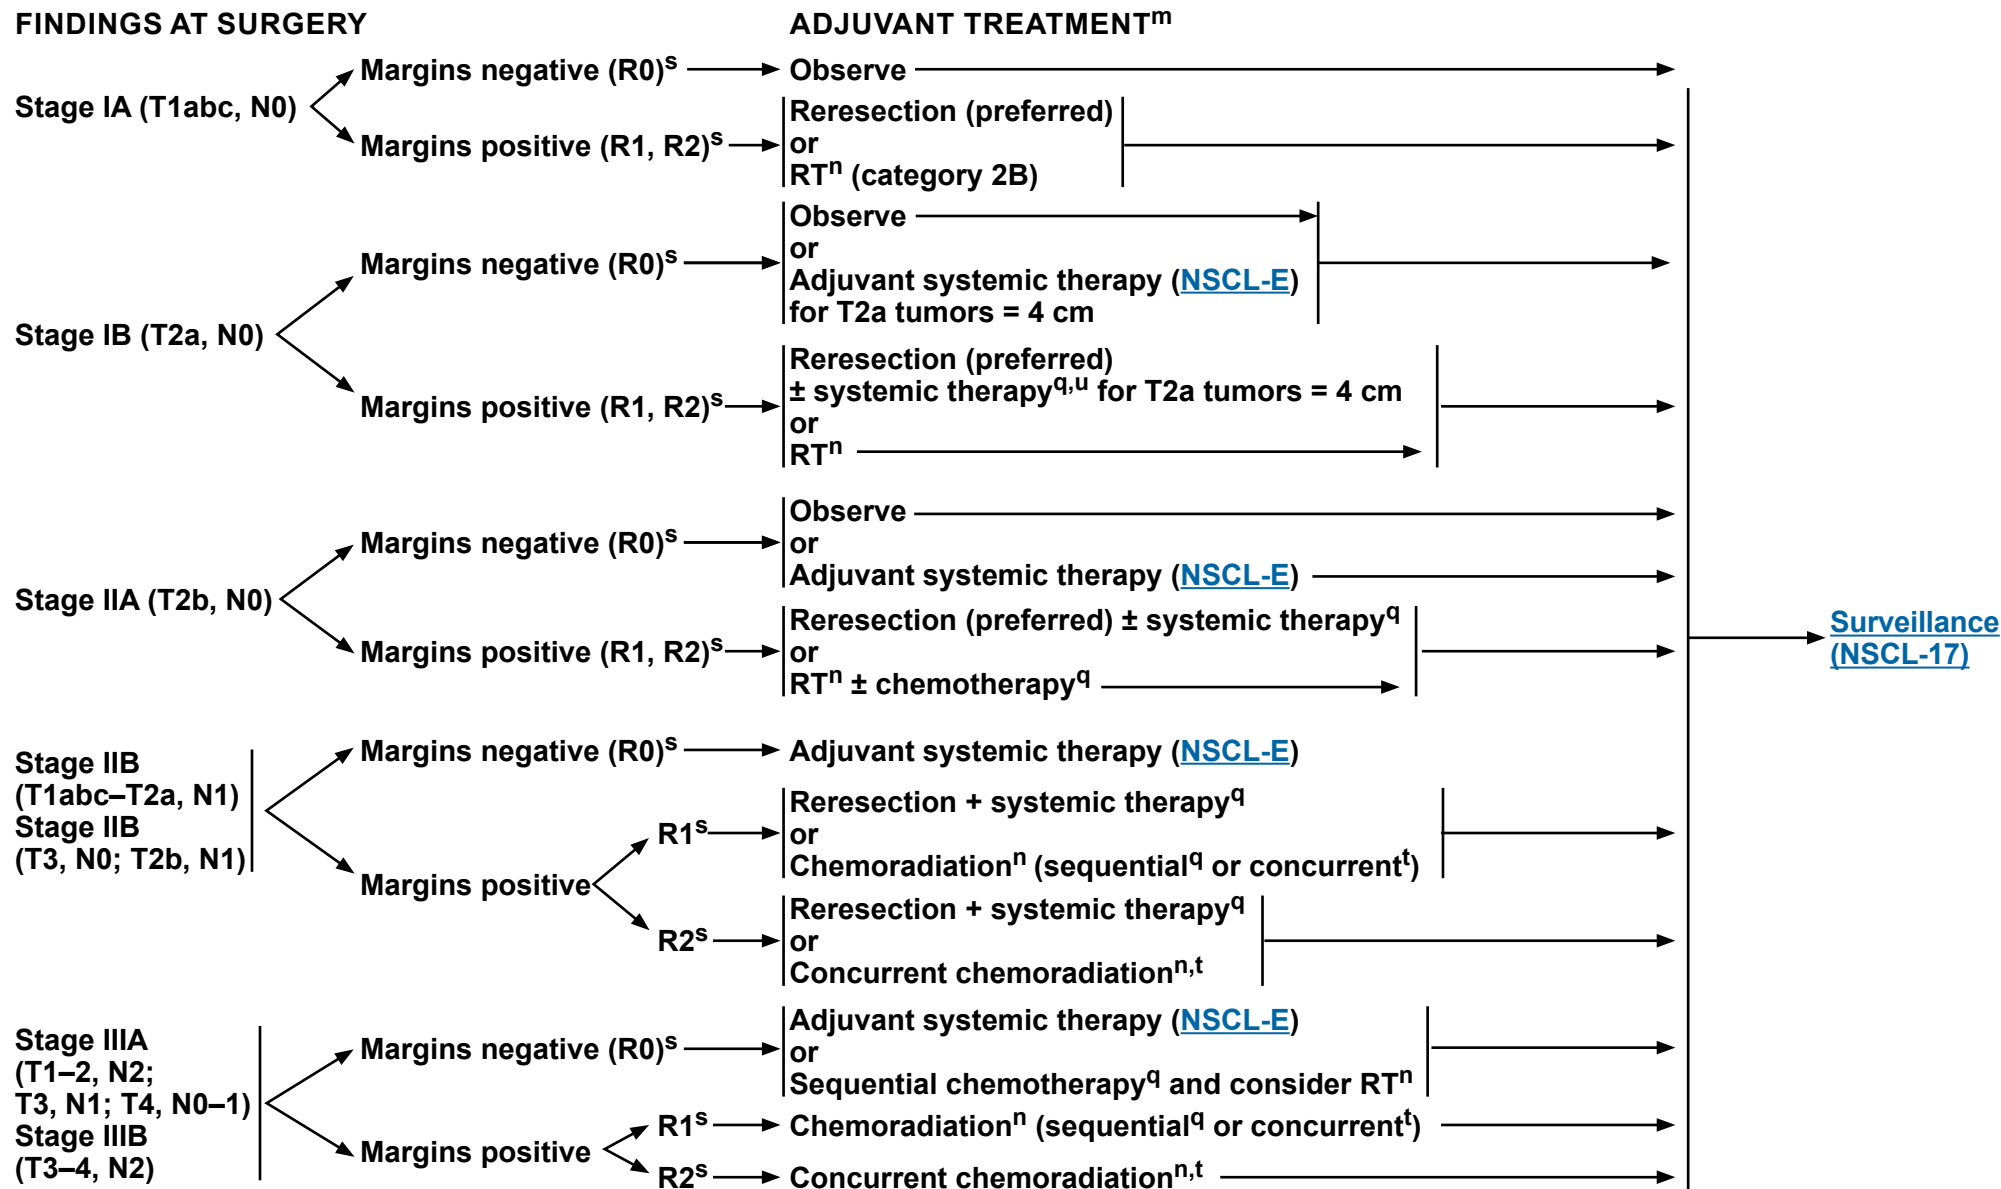 FINDINGS AT SURGERY
ADJUVANT TREATMENTm
Stage IA (T1abc, N0)
Margins negative (R0)s
Observe
Margins positive (R1, R2)s
Reresection (preferred)
or
RTn (category 2B)
Stage IB (T2a, N0)
Margins negative (R0)s
Observe
or
Adjuvant systemic therapy (NSCL-E)
for T2a tumors = 4 cm
Margins positive (R1, R2)s
Reresection (preferred)
± systemic therapyq,u for T2a tumors = 4 cm
or
RTn
Stage IIA (T2b, N0)
Margins negative (R0)s
Observe
or
Adjuvant systemic therapy (NSCL-E)
Margins positive (R1, R2)s
Reresection (preferred) ± systemic therapyq
or
RTn ± chemotherapyq
Stage IIB
(T1abc–T2a, N1)
Stage IIB
(T3, N0; T2b, N1)
Margins negative (R0)s
Adjuvant systemic therapy (NSCL-E)
Margins positive
R1s
Reresection + systemic therapyq
or
Chemoradiationn (sequentialq or concurrentt)
R2s
Reresection + systemic therapyq
or
Concurrent chemoradiationn,t
Stage IIIA
(T1–2, N2;
T3, N1; T4, N0–1)
Stage IIIB
(T3–4, N2)
Margins negative (R0)s
Adjuvant systemic therapy (NSCL-E)
or
Sequential chemotherapyq and consider RTn
Margins positive
R1s
Chemoradiationn (sequentialq or concurrentt)
R2s
Concurrent chemoradiationn,t
Surveillance
(NSCL-17)